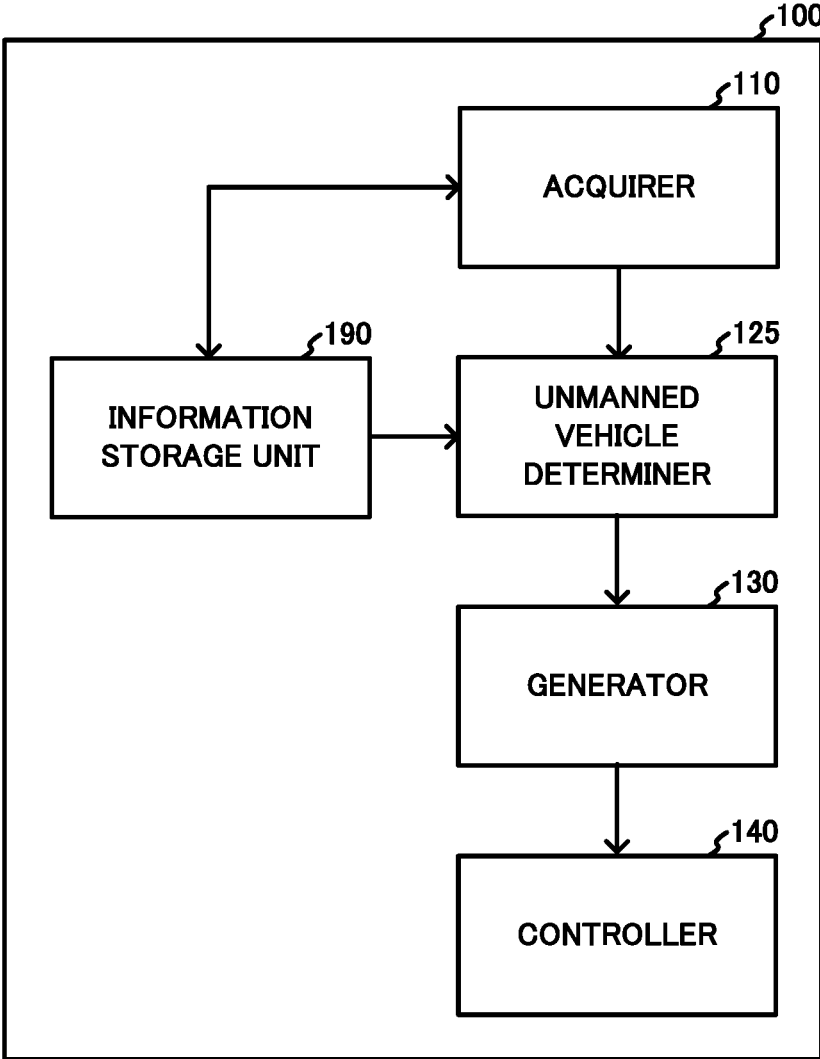 100
110
ACQUIRER
190
INFORMATION
STORAGE UNIT
125
UNMANNED
VEHICLE
DETERMINER
130
GENERATOR
140
CONTROLLER